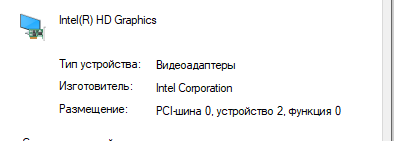 Intel(R) HD Graphics
Тип устройства: Видеоадаптеры
Изготовитель: Intel Corporation
Размещение: PCI-шина 0, устройство 2, функция 0